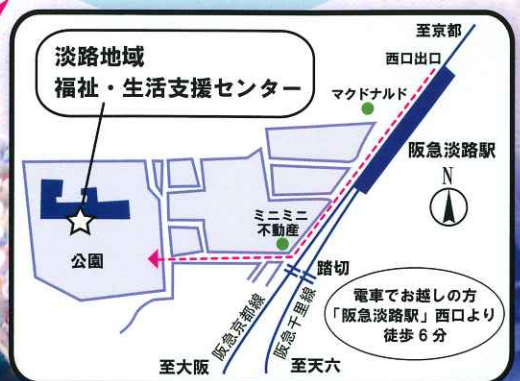 淡路地域
福祉・生活支援センター
至京都
西口出口
マクドナルド
阪急淡路駅
N
ミニミニ
不動産
公園
踏切
阪急京都線
阪急千里線
至大阪
至天六
電車でお越しの方
「阪急淡路駅」西口より
徒歩6分